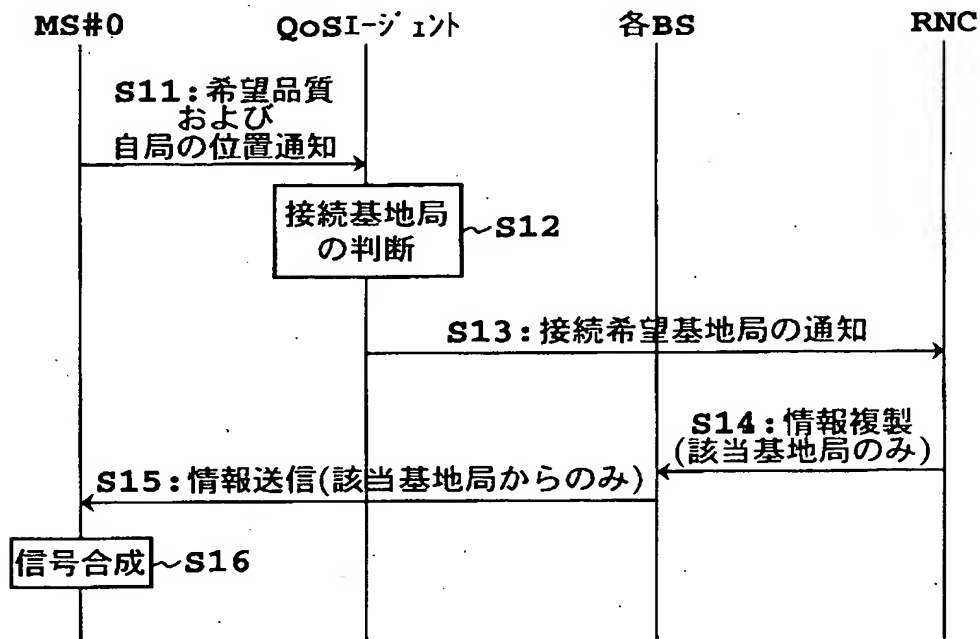 MS#0 QoSエージェント 各BS RNC
S11:希望品質
および
自局の位置通知
接続基地局
の判断
S12
S13:接続希望基地局の通知
S14:情報複製
(該当基地局のみ)
S15:情報送信(該当基地局からのみ)
信号合成
S16